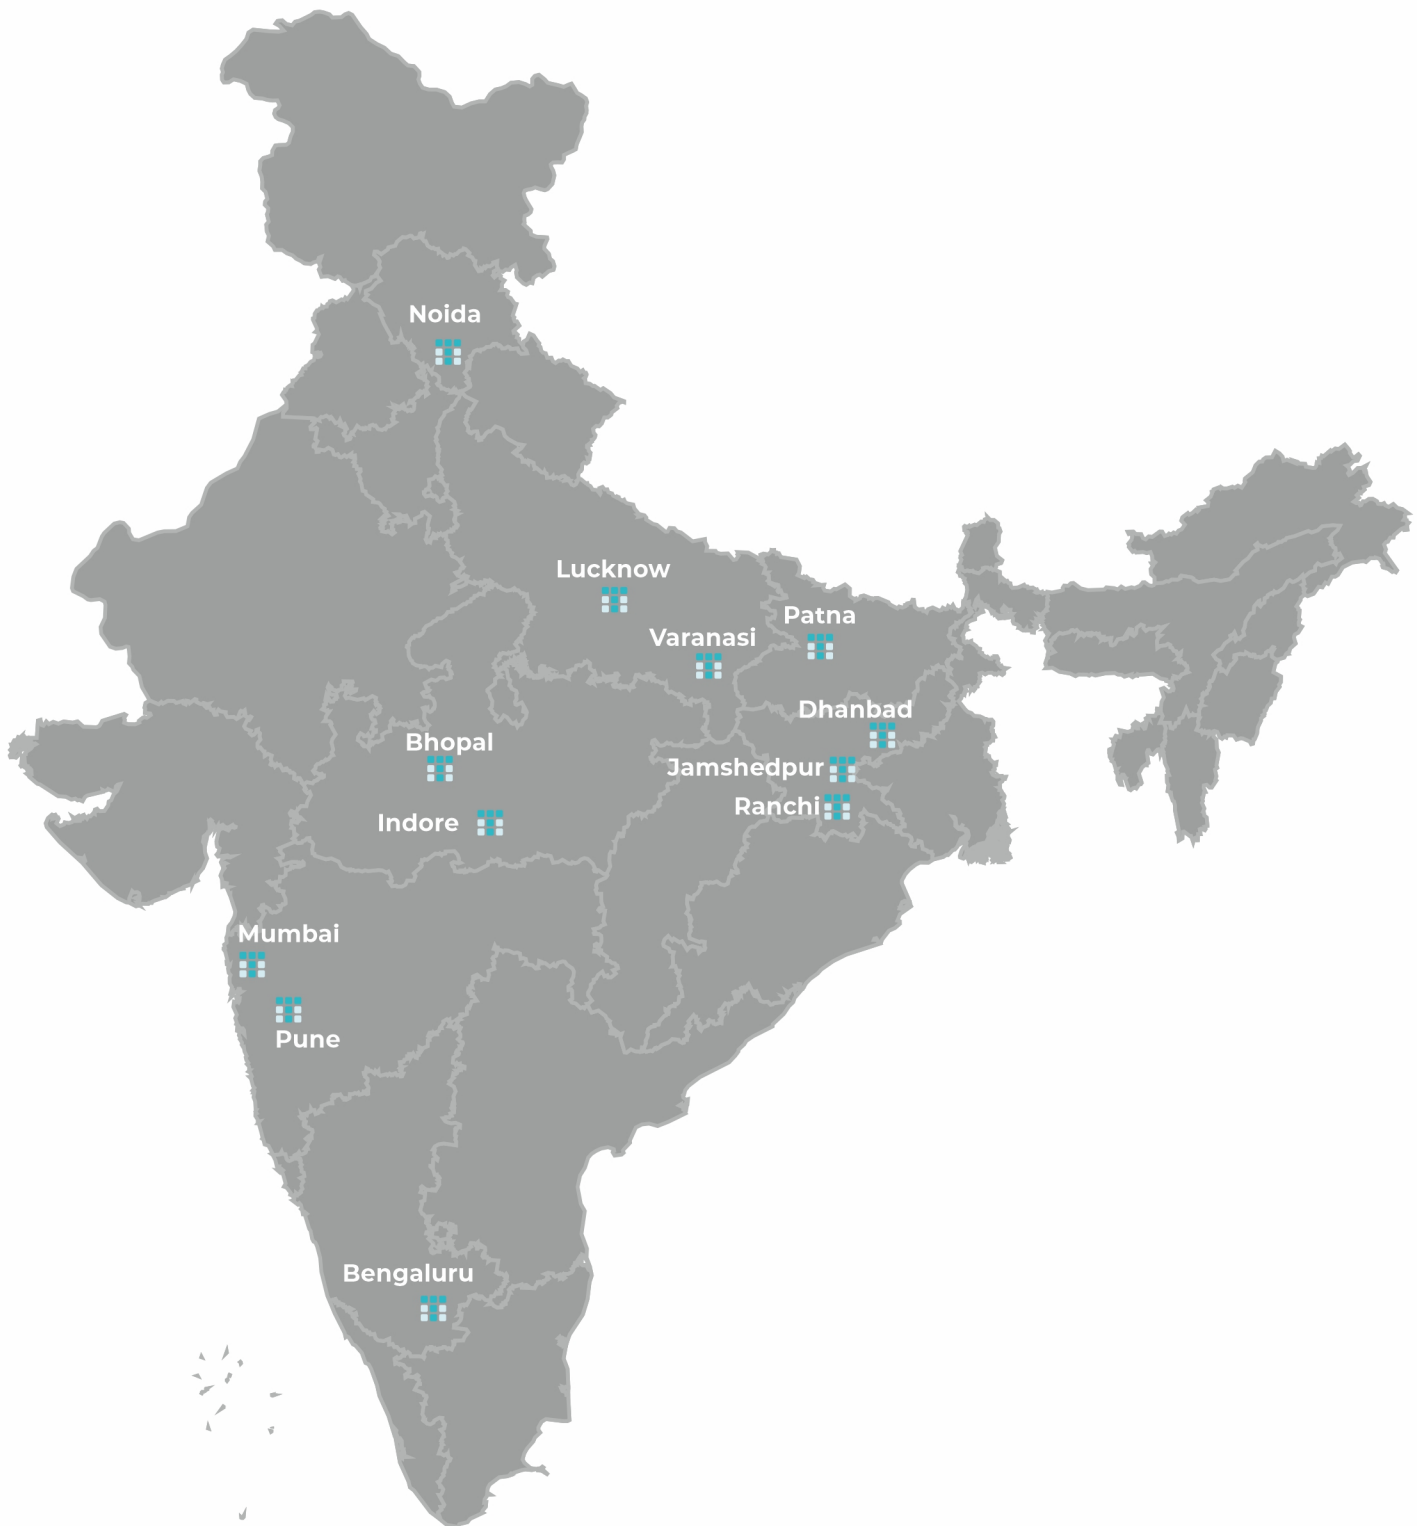 Noida
Lucknow
Patna
Varanasi
Dhanbad
Bhopal
Jamshedpur
Ranchi
Indore
Mumbai
Pune
Bengaluru